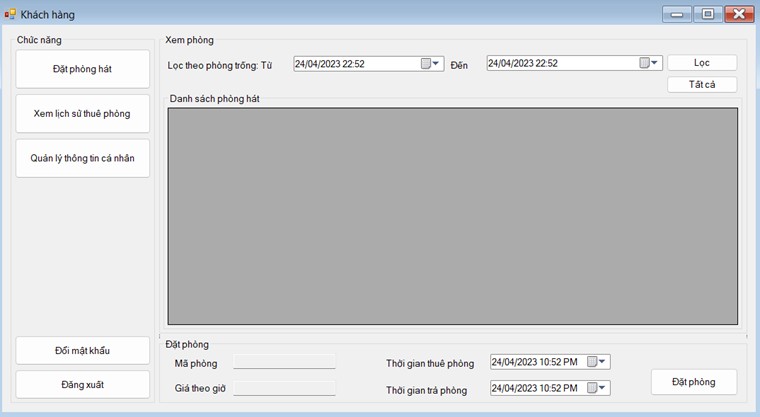 Khách hàng
Chức năng
Đặt phòng hát
Xem lịch sử thuê phòng
Quản lý thông tin cá nhân
Đổi mật khẩu
Đăng xuất
Xem phòng
Lọc theo phòng trống: Từ 24/04/2023 22:52 Đến 24/04/2023 22:52 Lọc
Tất cả
Danh sách phòng hát
Đặt phòng
Mã phòng Thời gian thuê phòng 24/04/2023 10:52 PM
Giá theo giờ Thời gian trả phòng 24/04/2023 10:52 PM Đặt phòng